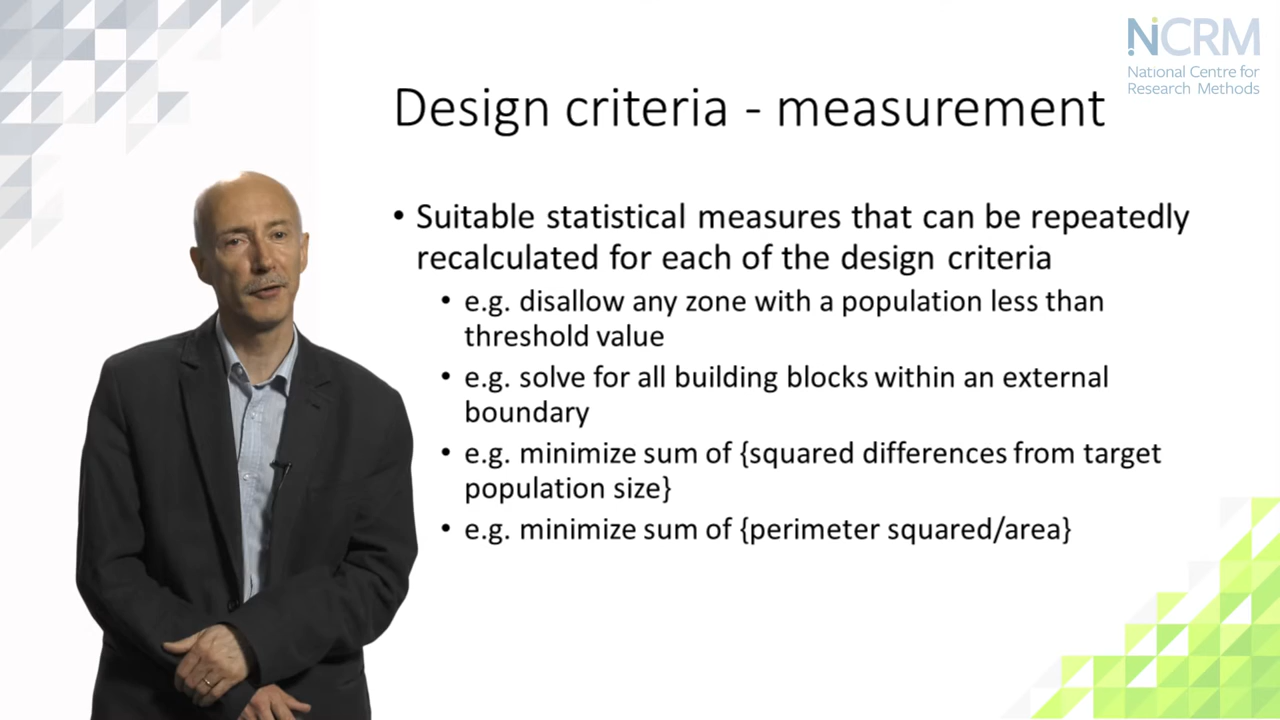 NCRM
National Centre for
Research Methods
Design criteria - measurement
• Suitable statistical measures that can be repeatedly
recalculated for each of the design criteria
• e.g. disallow any zone with a population less than
threshold value
• e.g. solve for all building blocks within an external
boundary
• e.g. minimize sum of {squared differences from target
population size}
• e.g. minimize sum of {perimeter squared/area}